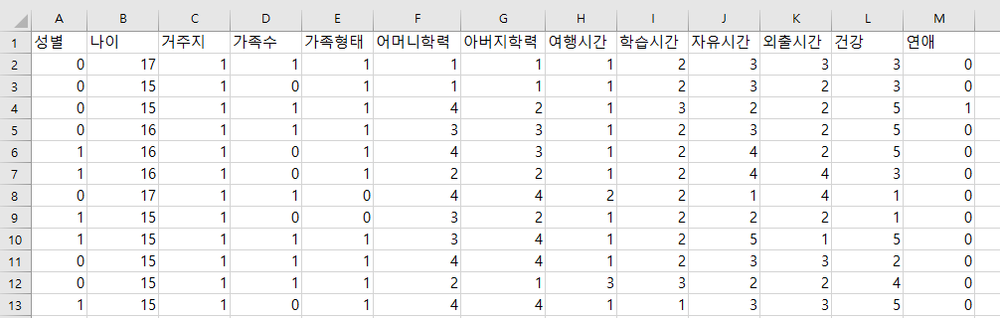 A B C D E F G H I J K L M
1 성별 나이 거주지 가족수 가족형태 어머니학력 아버지학력 여행시간 학습시간 자유시간 외출시간 건강 연애
2 0 17 1 1 1 1 1 1 2 3 3 3 0
3 0 15 1 0 1 1 1 1 2 3 2 3 0
4 0 15 1 1 1 4 2 1 3 2 2 5 1
5 0 16 1 1 1 3 3 1 2 3 2 5 0
6 1 16 1 0 1 4 3 1 2 4 2 5 0
7 1 16 1 0 1 2 2 1 2 4 4 3 0
8 0 17 1 1 0 4 4 2 2 1 4 1 0
9 1 15 1 0 0 3 2 1 2 2 2 1 0
10 1 15 1 1 1 3 4 1 2 5 1 5 0
11 0 15 1 1 1 4 4 1 2 3 3 2 0
12 0 15 1 1 1 2 1 3 3 2 2 4 0
13 1 15 1 0 1 4 4 1 1 3 3 5 0